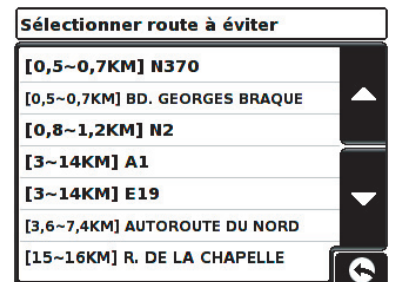 Sélectionner route à éviter
[0,5~0,7KM] N370
[0,5~0,7KM] BD. GEORGES BRAQUE
[0,8~1,2KM] N2
[3~14KM] A1
[3~14KM] E19
[3,6~7,4KM] AUTOROUTE DU NORD
[15~16KM] R. DE LA CHAPELLE